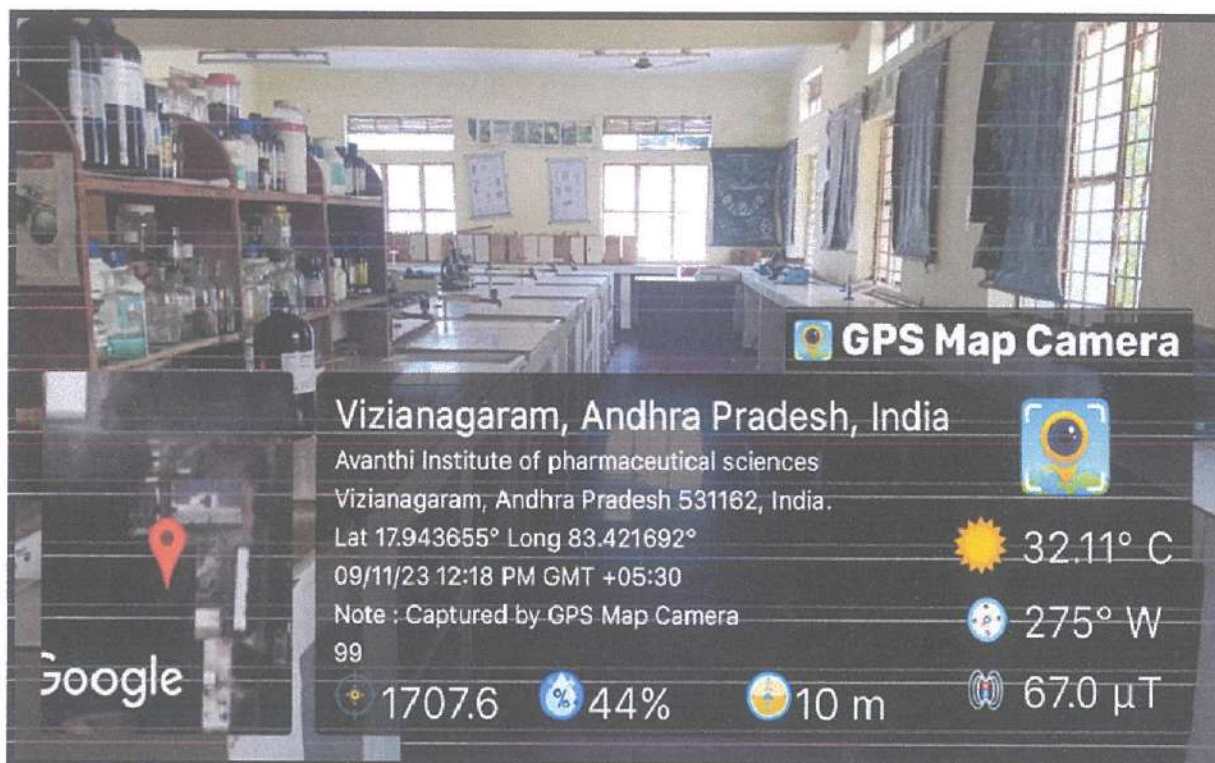 GPS Map Camera
Vizianagaram, Andhra Pradesh, India
Avanthi Institute of pharmaceutical sciences
Vizianagaram, Andhra Pradesh 531162, India.
Lat 17.943655° Long 83.421692°
09/11/23 12:18 PM GMT +05:30
Note : Captured by GPS Map Camera
99
Google
32.11° C
275° W
67.0 µT
1707.6
44%
10 m